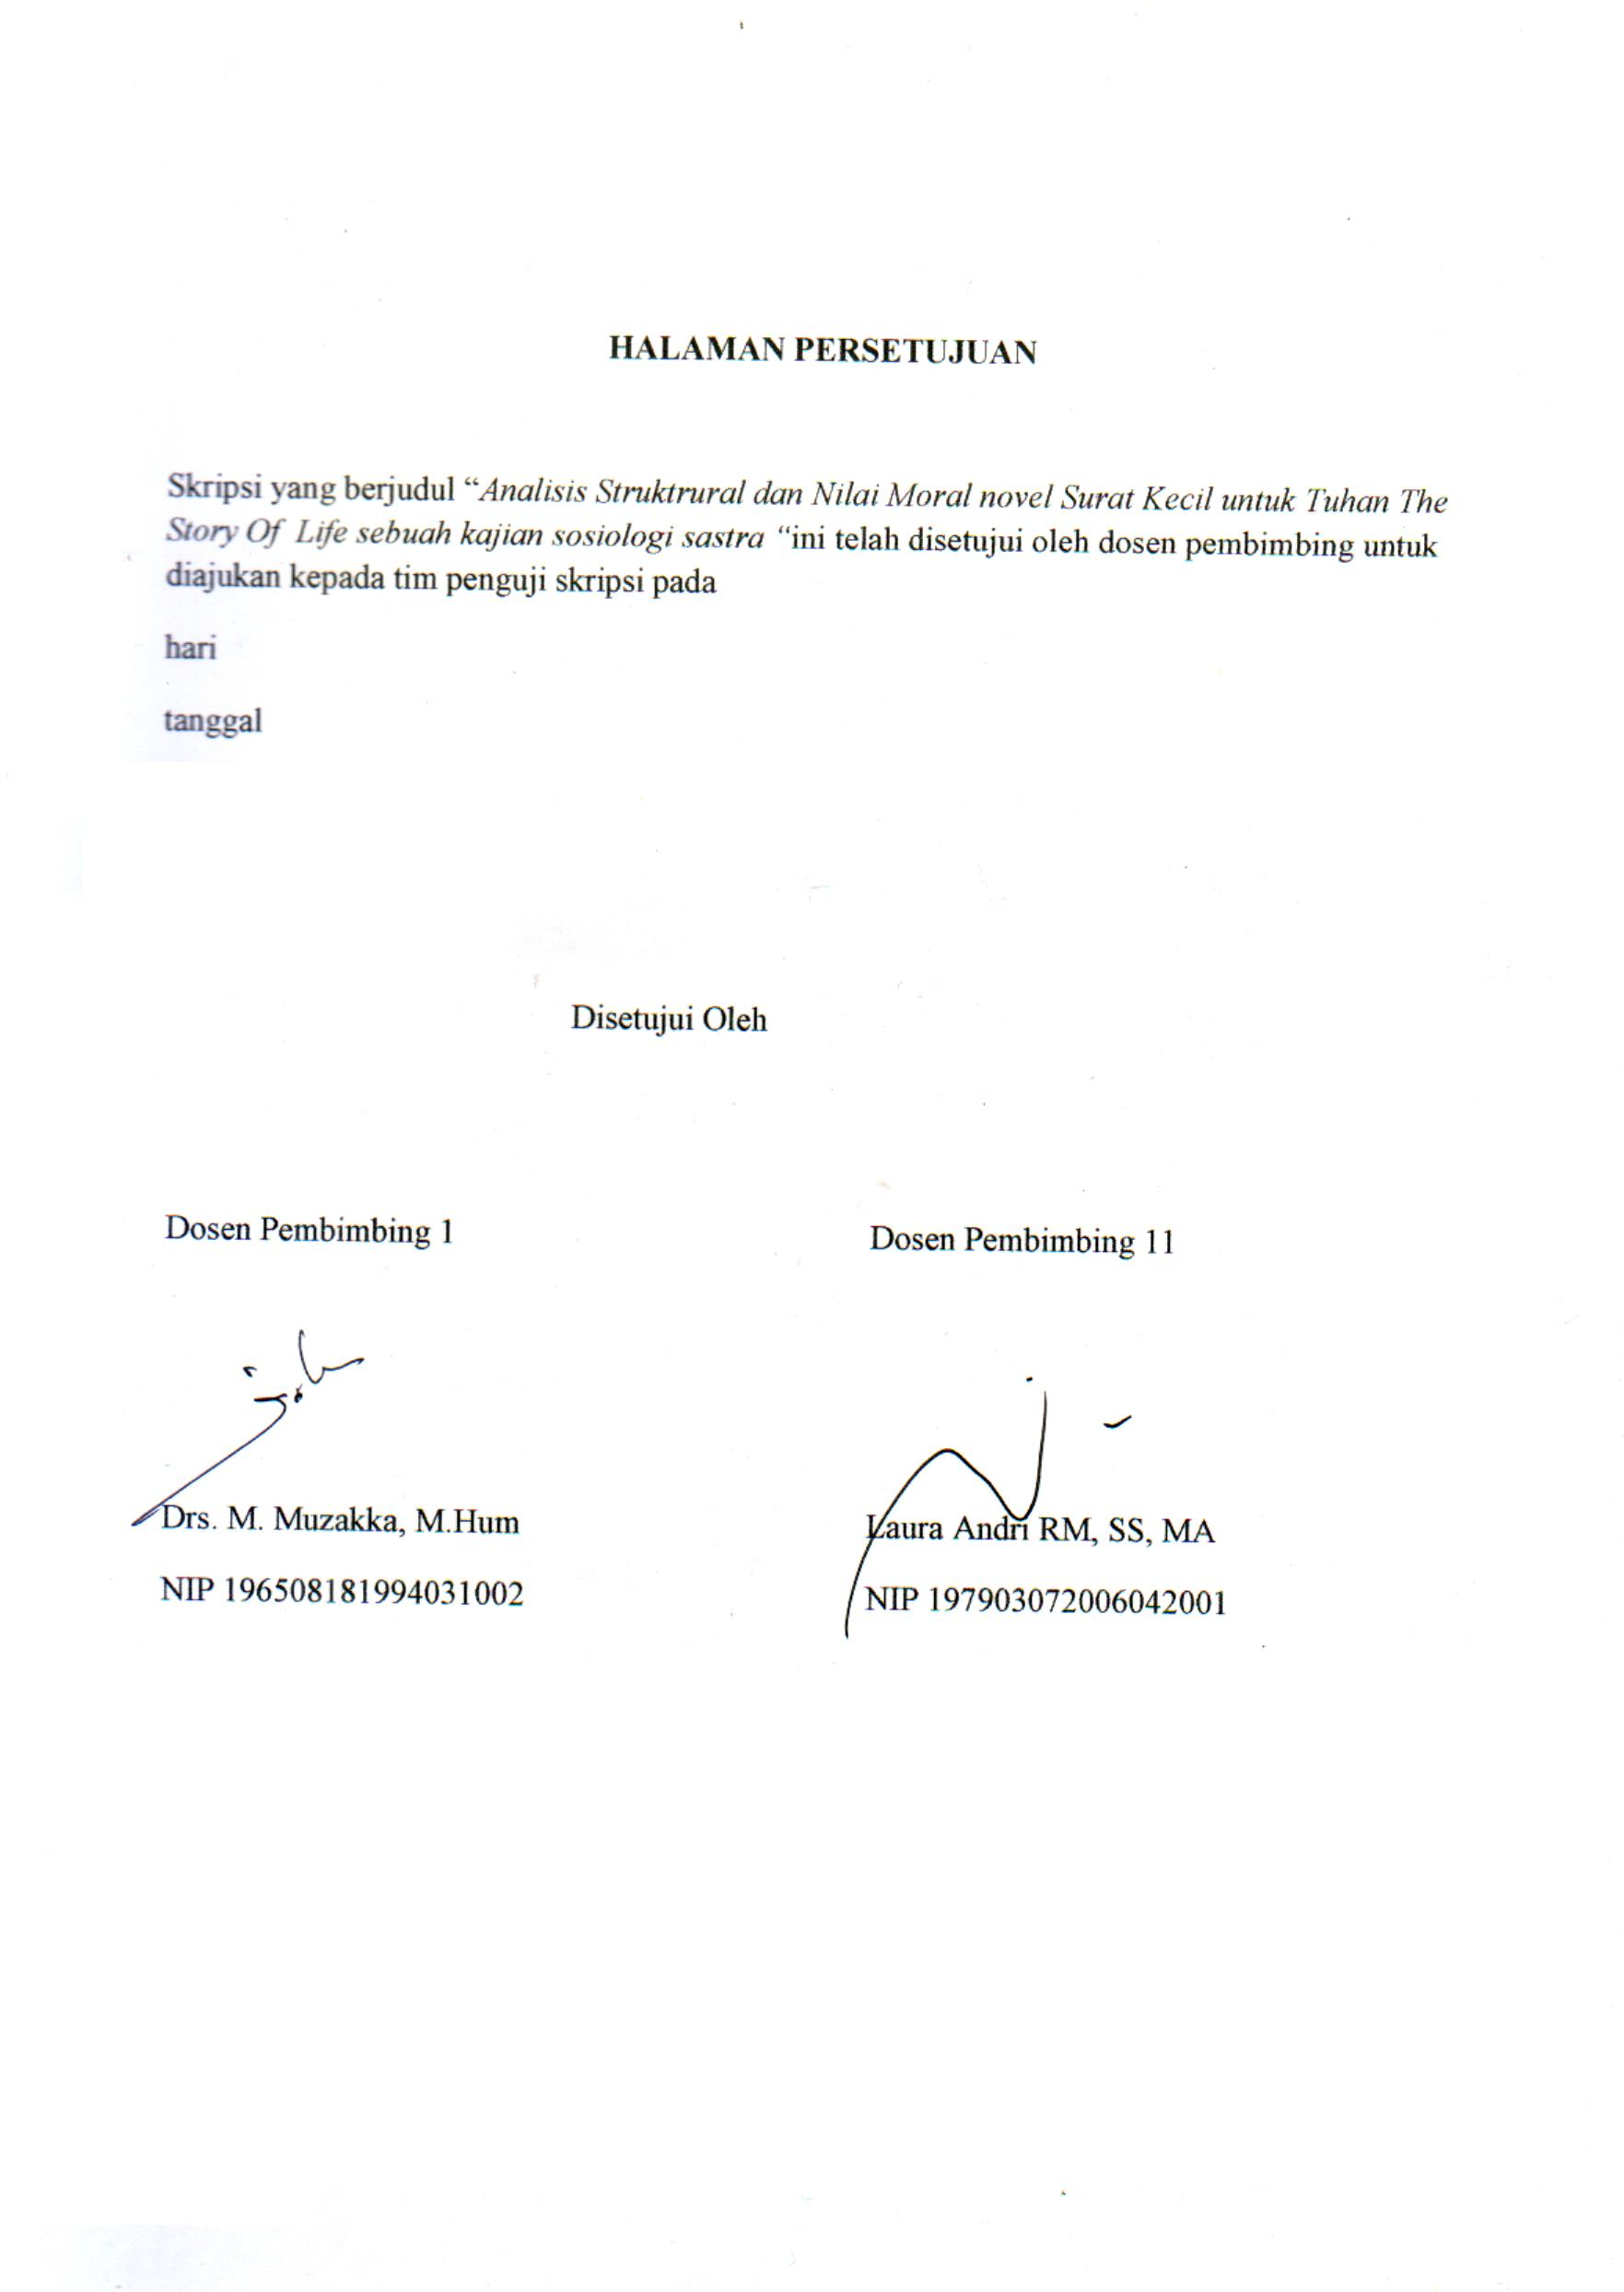 HALAMAN PERSETUJUAN
Skripsi yang berjudul “Analisis Struktrural dan Nilai Moral novel Surat Kecil untuk Tuhan The
Story Of Life sebuah kajian sosiologi sastra “ini telah disetujui oleh dosen pembimbing untuk
diajukan kepada tim penguji skripsi pada
hari
tanggal
Disetujui Oleh
Dosen Pembimbing 1
Dosen Pembimbing 11
Drs. M. Muzakka, M.Hum
Laura Andri RM, SS, MA
NIP 196508181994031002
NIP 197903072006042001